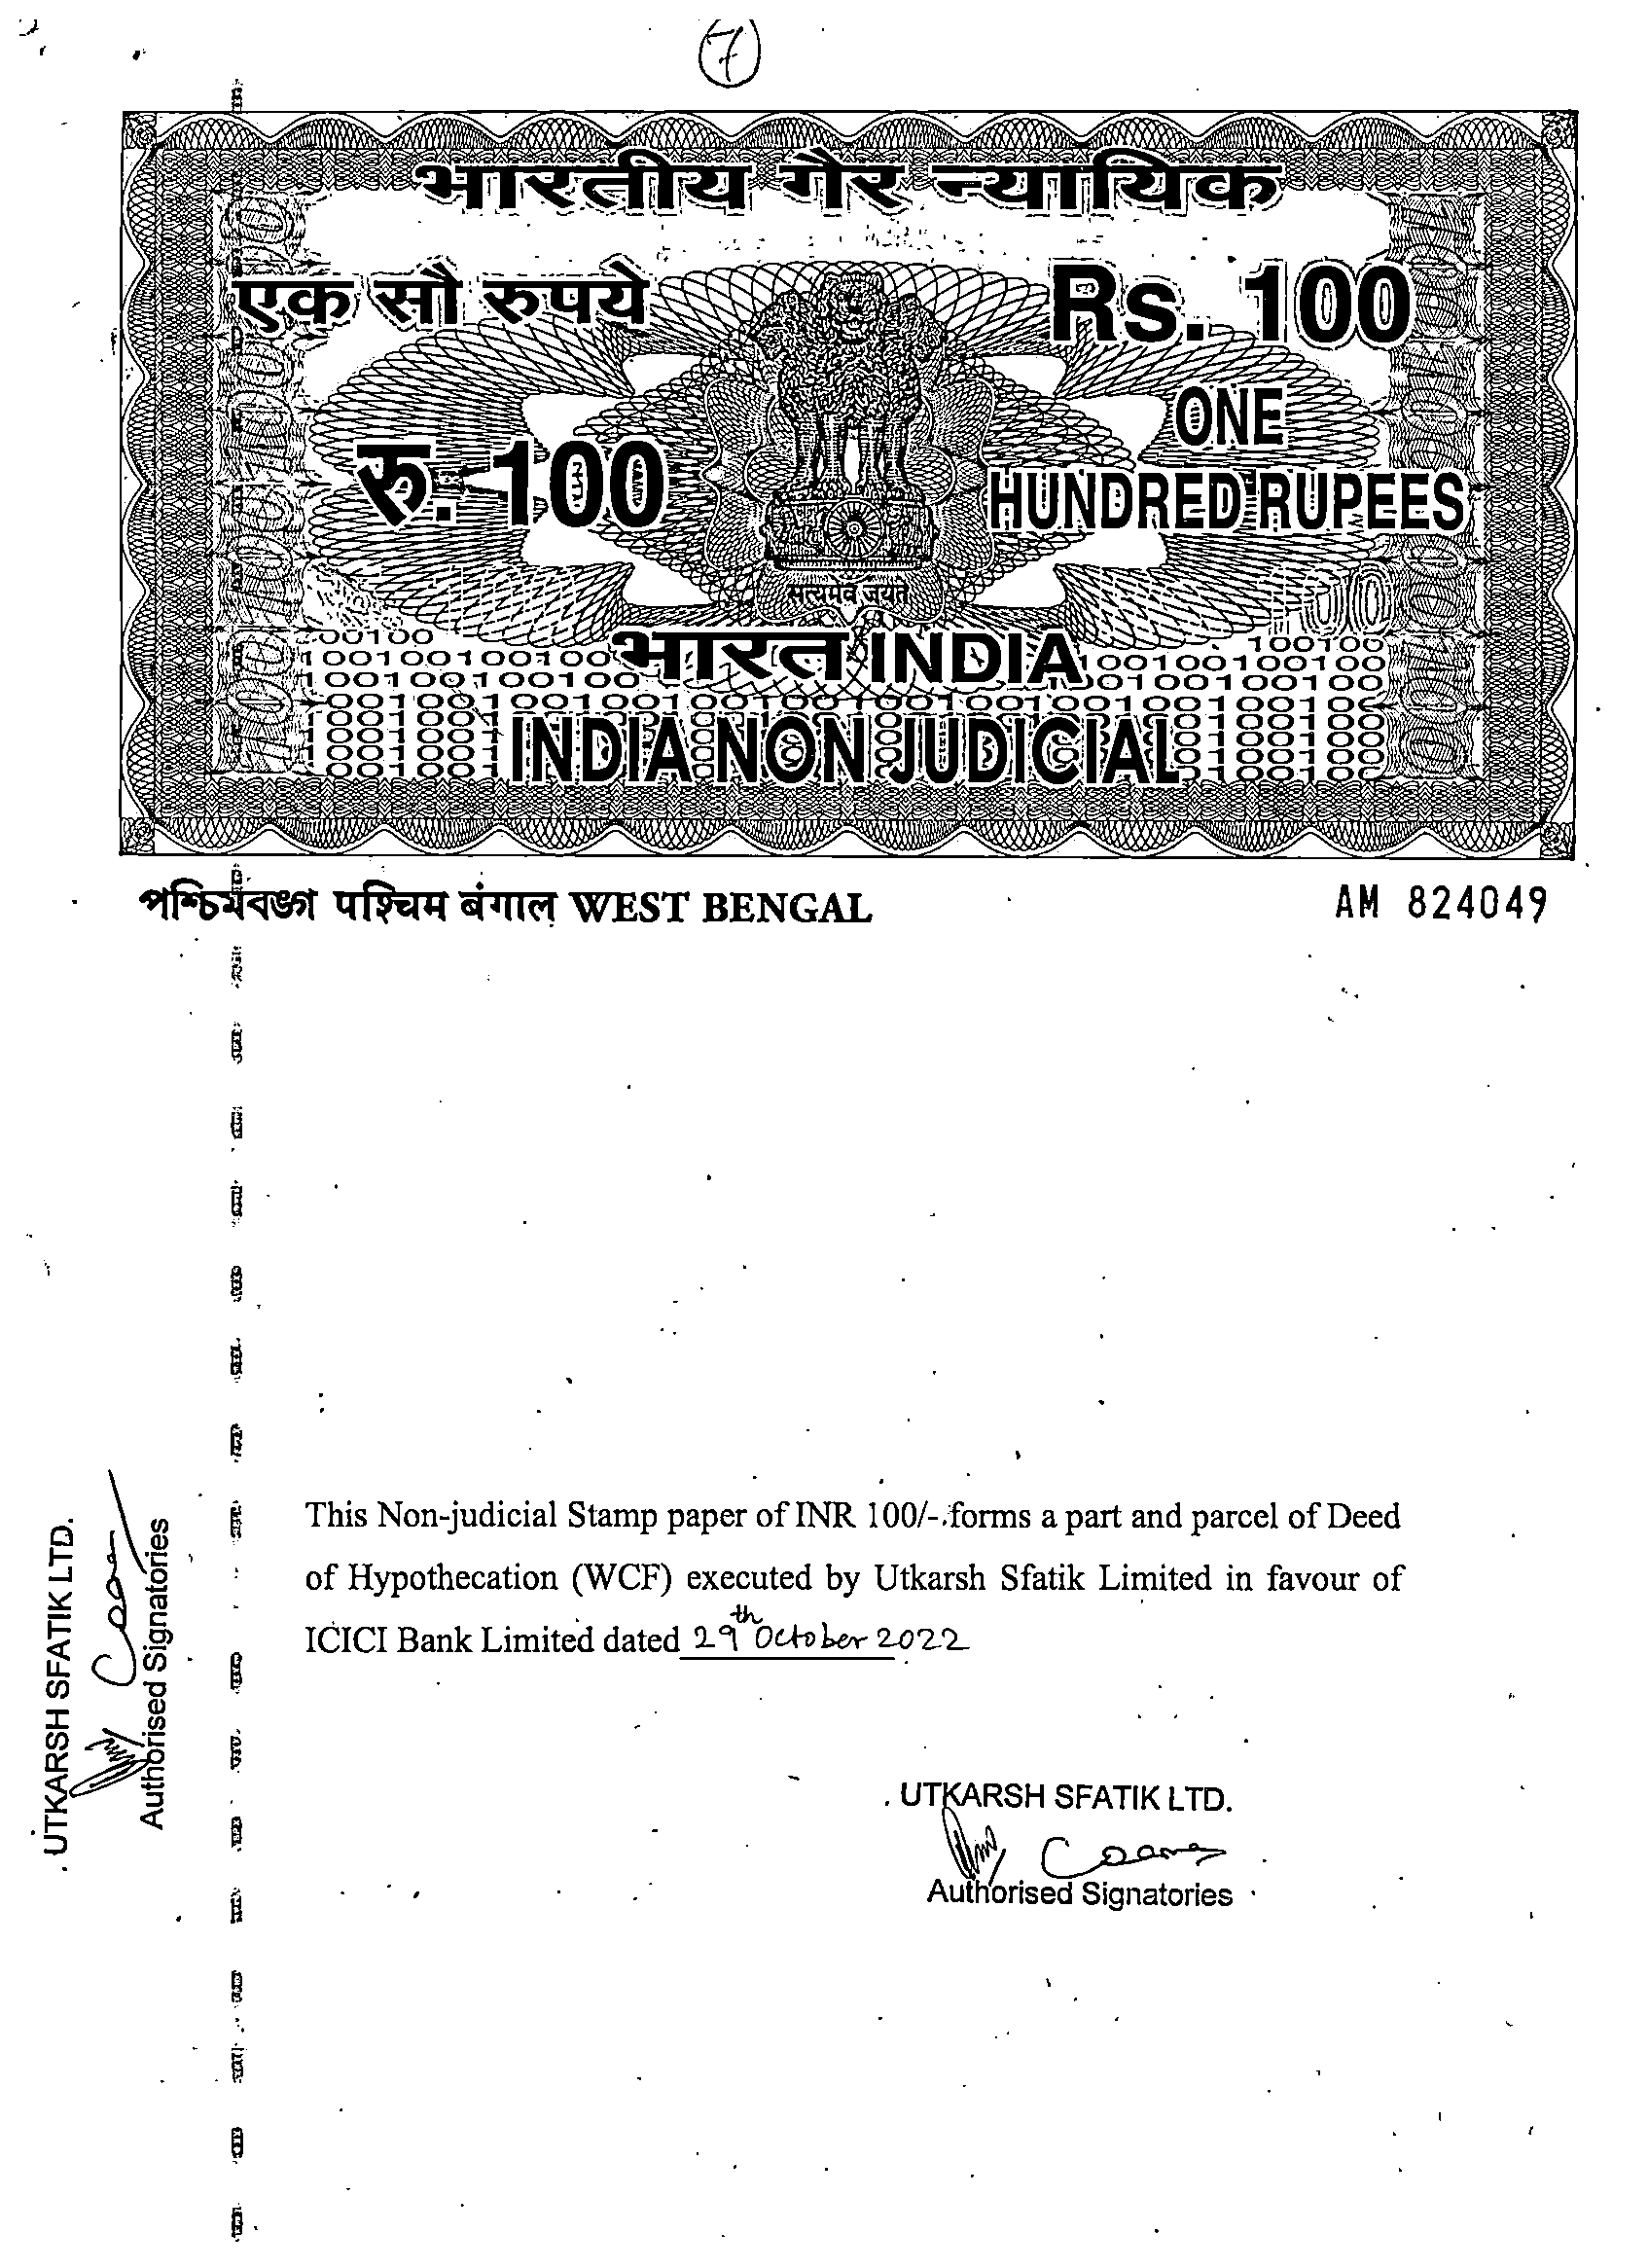 7
भारतीय गैर न्यायिक
एक सौ रुपये
Rs. 100
रु. 100
ONE
HUNDRED RUPEES
सत्यमेव जयते
भारत INDIA
INDIA NON JUDICIAL
পশ্চিমবঙ্গ पश्चिम बंगाल WEST BENGAL
AM 824049
This Non-judicial Stamp paper of INR 100/- forms a part and parcel of Deed
of Hypothecation (WCF) executed by Utkarsh Sfatik Limited in favour of
ICICI Bank Limited dated 29th October 2022
UTKARSH SFATIK LTD.
Authorised Signatories
UTKARSH SFATIK LTD.
Authorised Signatories